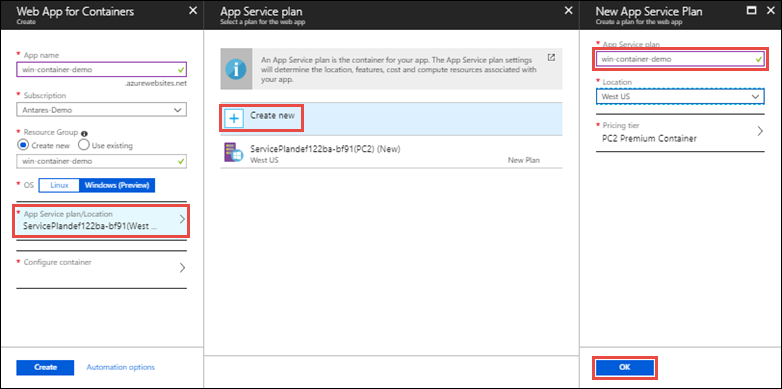 Web App for Containers
Create
* App name
win-container-demo
.azurewebsites.net
* Subscription
Antares-Demo
* Resource Group
Create new
Use existing
win-container-demo
* OS
Linux
Windows (Preview)
* App Service plan/Location
ServicePlandef122ba-bf91(West ...
* Configure container
Create
Automation options
App Service plan
Select a plan for the web app
An App Service plan is the container for your app. The App Service plan settings
will determine the location, features, cost and compute resources associated with
your app.
Create new
ServicePlandef122ba-bf91(PC2) (New)
West US
New Plan
New App Service Plan
Create a plan for the web app
* App Service plan
win-container-demo
* Location
West US
* Pricing tier
PC2 Premium Container
OK